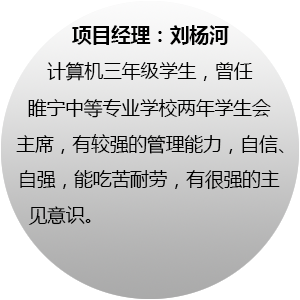 项目经理：刘杨河
计算机三年级学生，曾任
睢宁中等专业学校两年学生会
主席，有较强的管理能力，自信、
自强，能吃苦耐劳，有很强的主
见意识。